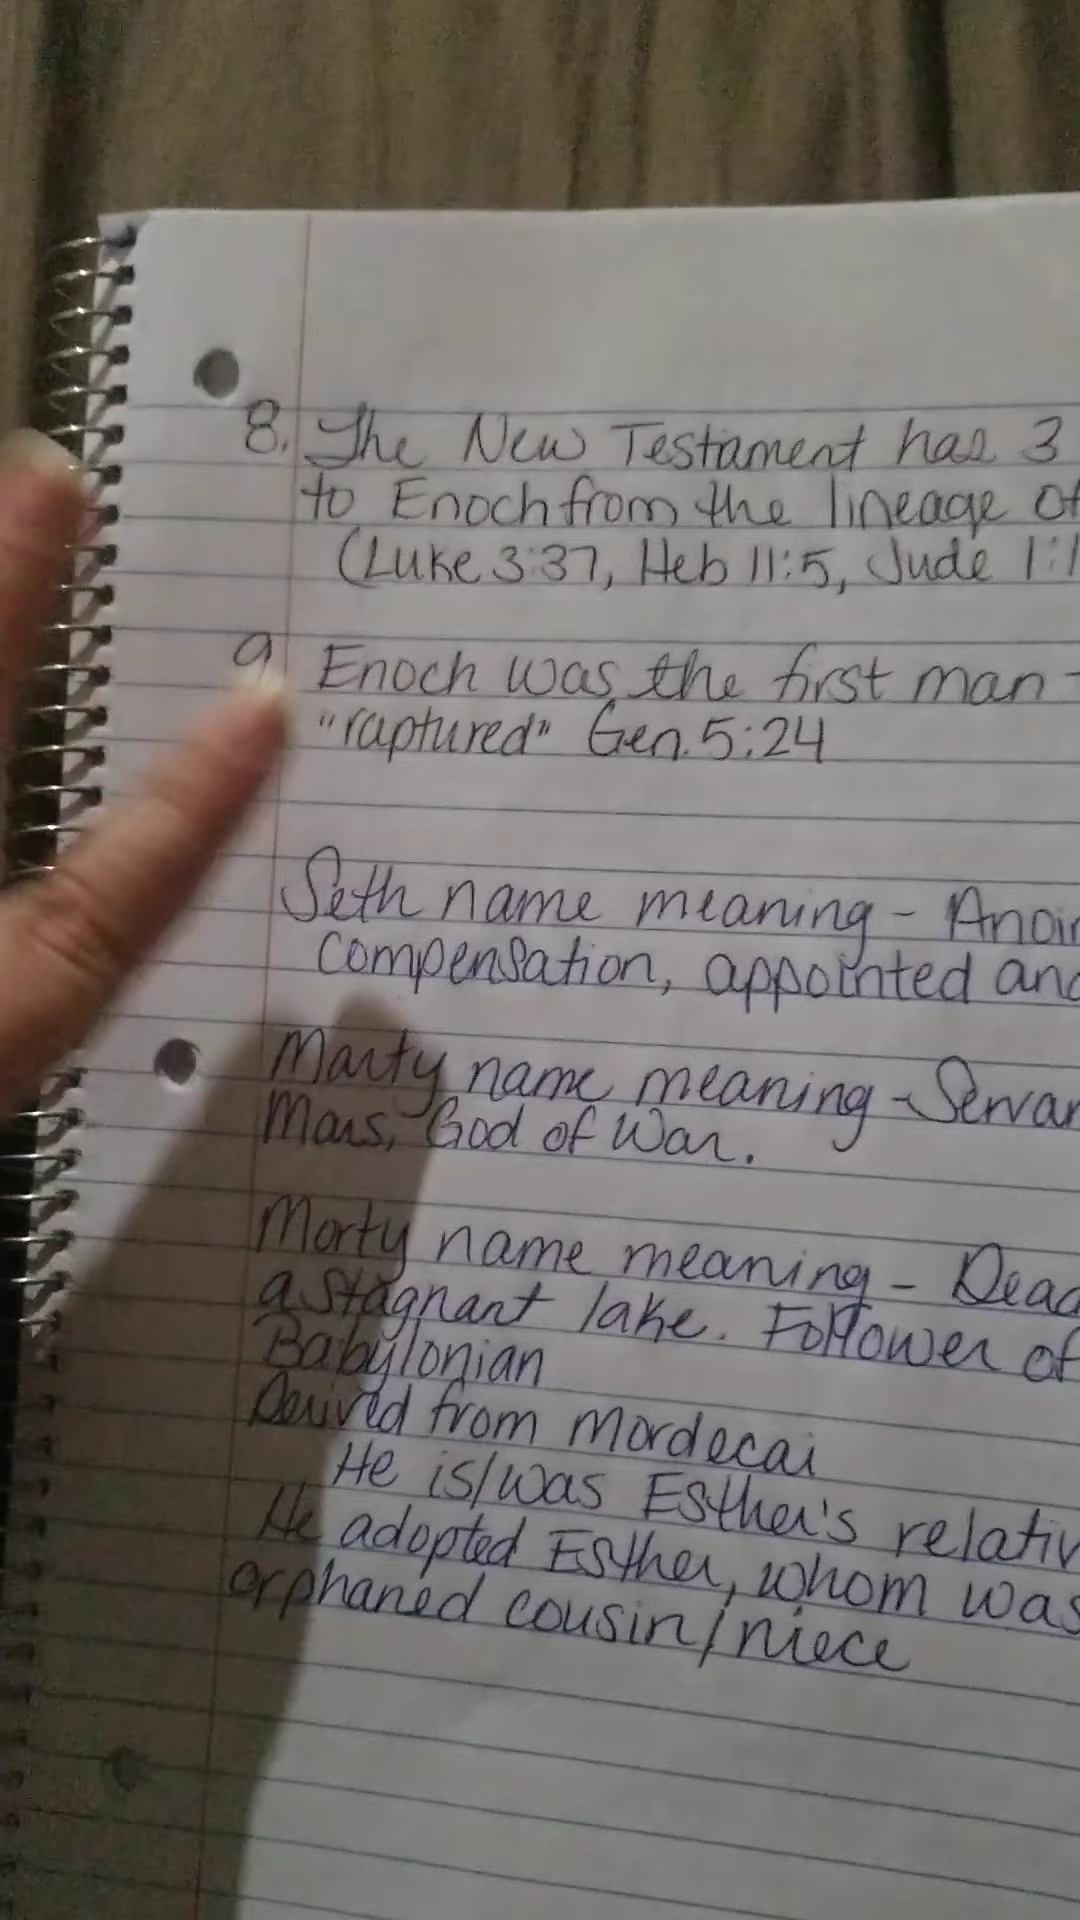 8. The New Testament has 3
to Enoch from the lineage of
(Luke 3:37, Heb 11:5, Jude 1:1
9. Enoch was the first man
"raptured" Gen. 5:24
Seth name meaning - Anoin
compensation, appointed and
Marty name meaning - Servan
Mars, God of War.
Morty name meaning - Dead
a stagnant lake. Follower of
Babylonian
Derived from Mordecai
He is/was Esther's relativ
He adopted Esther, whom was
orphaned cousin/niece